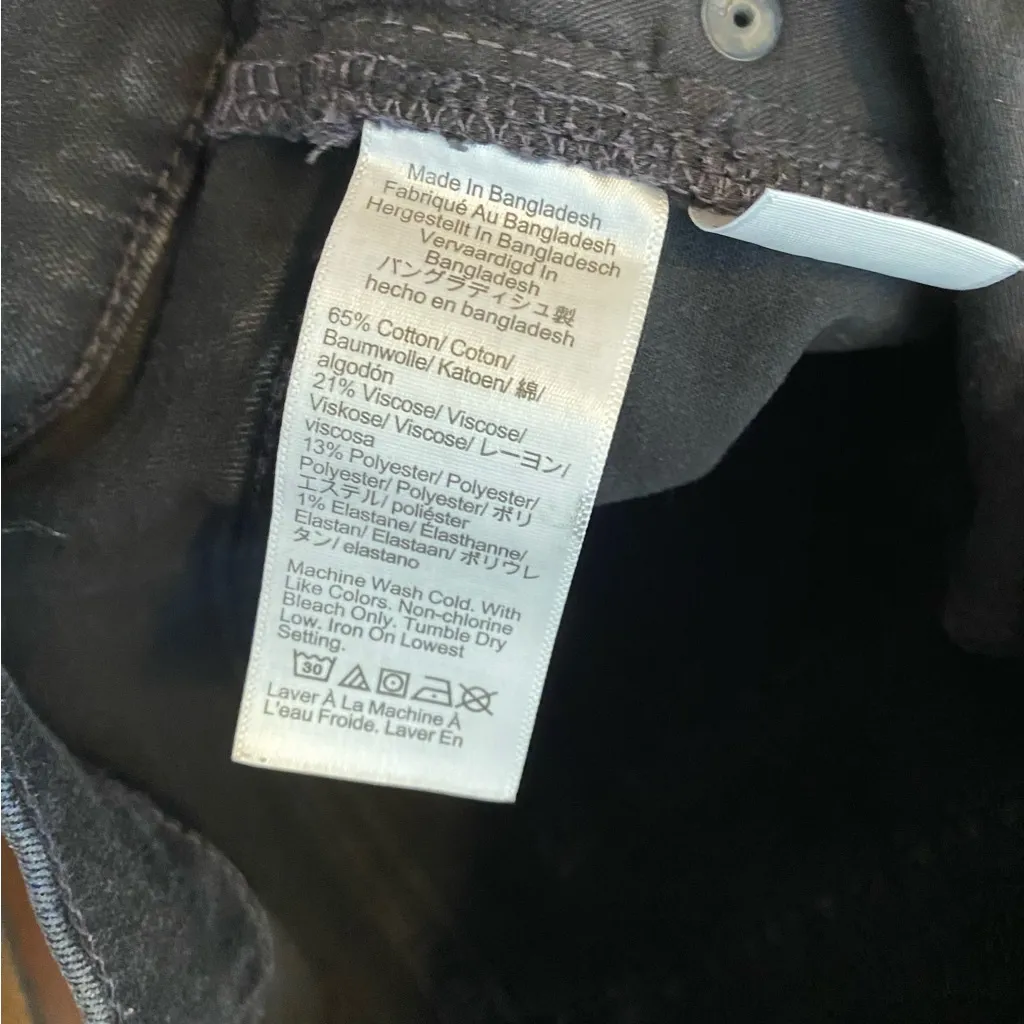 Made In Bangladesh
Fabriqué Au Bangladesh
Hergestellt In Bangladesch
Vervaardigd In
Bangladesh
バングラディシュ製
hecho en bangladesh
65% Cotton/ Coton/
Baumwolle/ Katoen/ 綿/
algodón
21% Viscose/ Viscose/
Viskose/ Viscose/ レーヨン/
viscosa
13% Polyester/ Polyester/
Polyester/ Polyester/ ポリ
エステル/ poliéster
1% Elastane/ Élasthanne/
Elastan/ Elastaan/ ポリウレ
タン/ elastano
Machine Wash Cold. With
Like Colors. Non-chlorine
Bleach Only. Tumble Dry
Low. Iron On Lowest
Setting.
30
Laver À La Machine À
L'eau Froide. Laver En